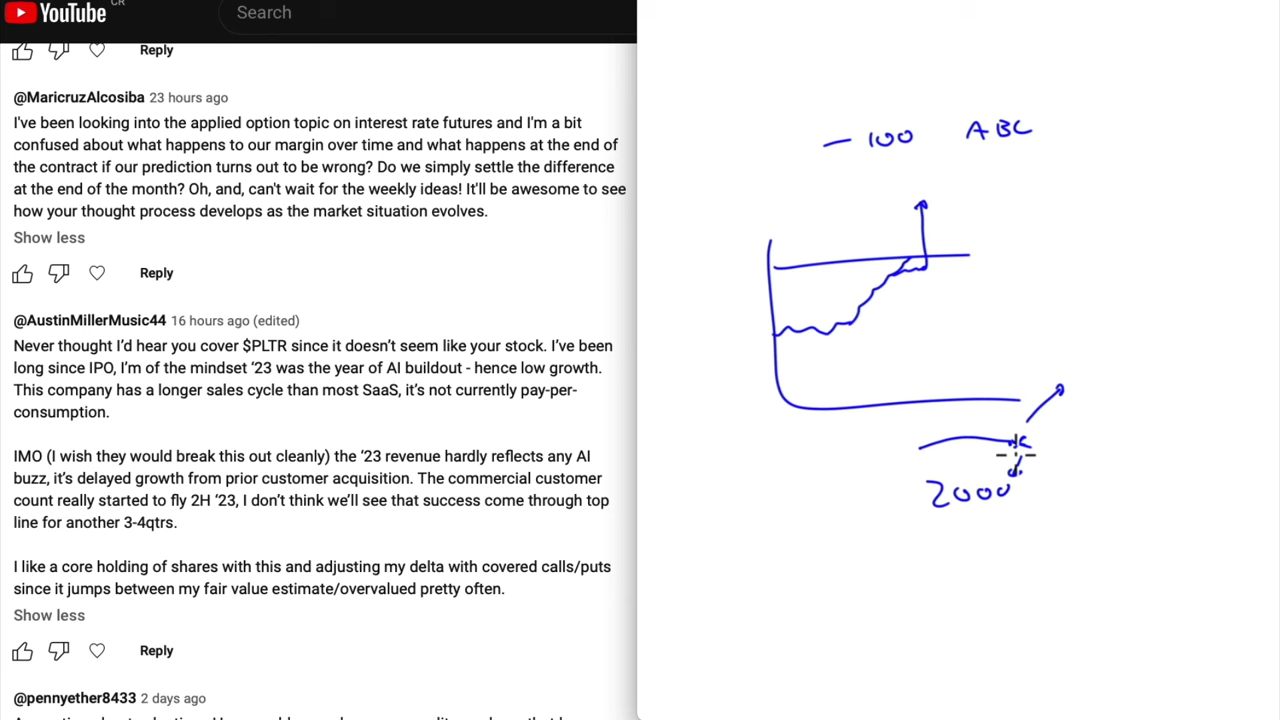 CR
YouTube
Search
Reply
@MaricruzAlcosiba 23 hours ago
I've been looking into the applied option topic on interest rate futures and I'm a bit
confused about what happens to our margin over time and what happens at the end of
the contract if our prediction turns out to be wrong? Do we simply settle the difference
at the end of the month? Oh, and, can't wait for the weekly ideas! It'll be awesome to see
how your thought process develops as the market situation evolves.
Show less
Reply
@AustinMillerMusic44 16 hours ago (edited)
Never thought I'd hear you cover $PLTR since it doesn't seem like your stock. I've been
long since IPO, I'm of the mindset '23 was the year of AI buildout - hence low growth.
This company has a longer sales cycle than most SaaS, it's not currently pay-per-
consumption.
IMO (I wish they would break this out cleanly) the '23 revenue hardly reflects any AI
buzz, it's delayed growth from prior customer acquisition. The commercial customer
count really started to fly 2H '23, I don't think we'll see that success come through top
line for another 3-4qtrs.
I like a core holding of shares with this and adjusting my delta with covered calls/puts
since it jumps between my fair value estimate/overvalued pretty often.
Show less
Reply
@pennyether8433 2 days ago
- 100 ABC
2000